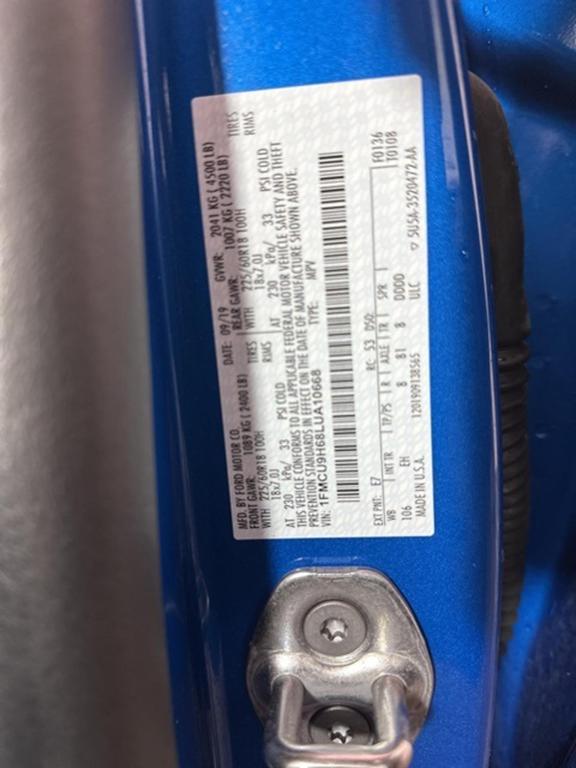 MFD. BY FORD MOTOR CO.
DATE: 09/19 GVWR: 2041 KG ( 4500 LB)
FRONT GAWR: 1089 KG ( 2400 LB) REAR GAWR: 1007 KG ( 2220 LB)
WITH 225/60R18 100H TIRES WITH 225/60R18 100H TIRES
18x7.0J RIMS 18x7.0J RIMS
AT 230 kPa/ 33 PSI COLD AT 230 kPa/ 33 PSI COLD
THIS VEHICLE CONFORMS TO ALL APPLICABLE FEDERAL MOTOR VEHICLE SAFETY AND THEFT
PREVENTION STANDARDS IN EFFECT ON THE DATE OF MANUFACTURE SHOWN ABOVE.
VIN: 1FMCU9H68LUA10668 TYPE: MPV
F0136
T0108
EXT PNT: E7 RC: 53 DSO:
WB INT TR TP/PS R AXLE TR SPR
106 EH 8 81 8 DDDD
MADE IN U.S.A. 1201909138565 ULC 5U5A-3520472-AA